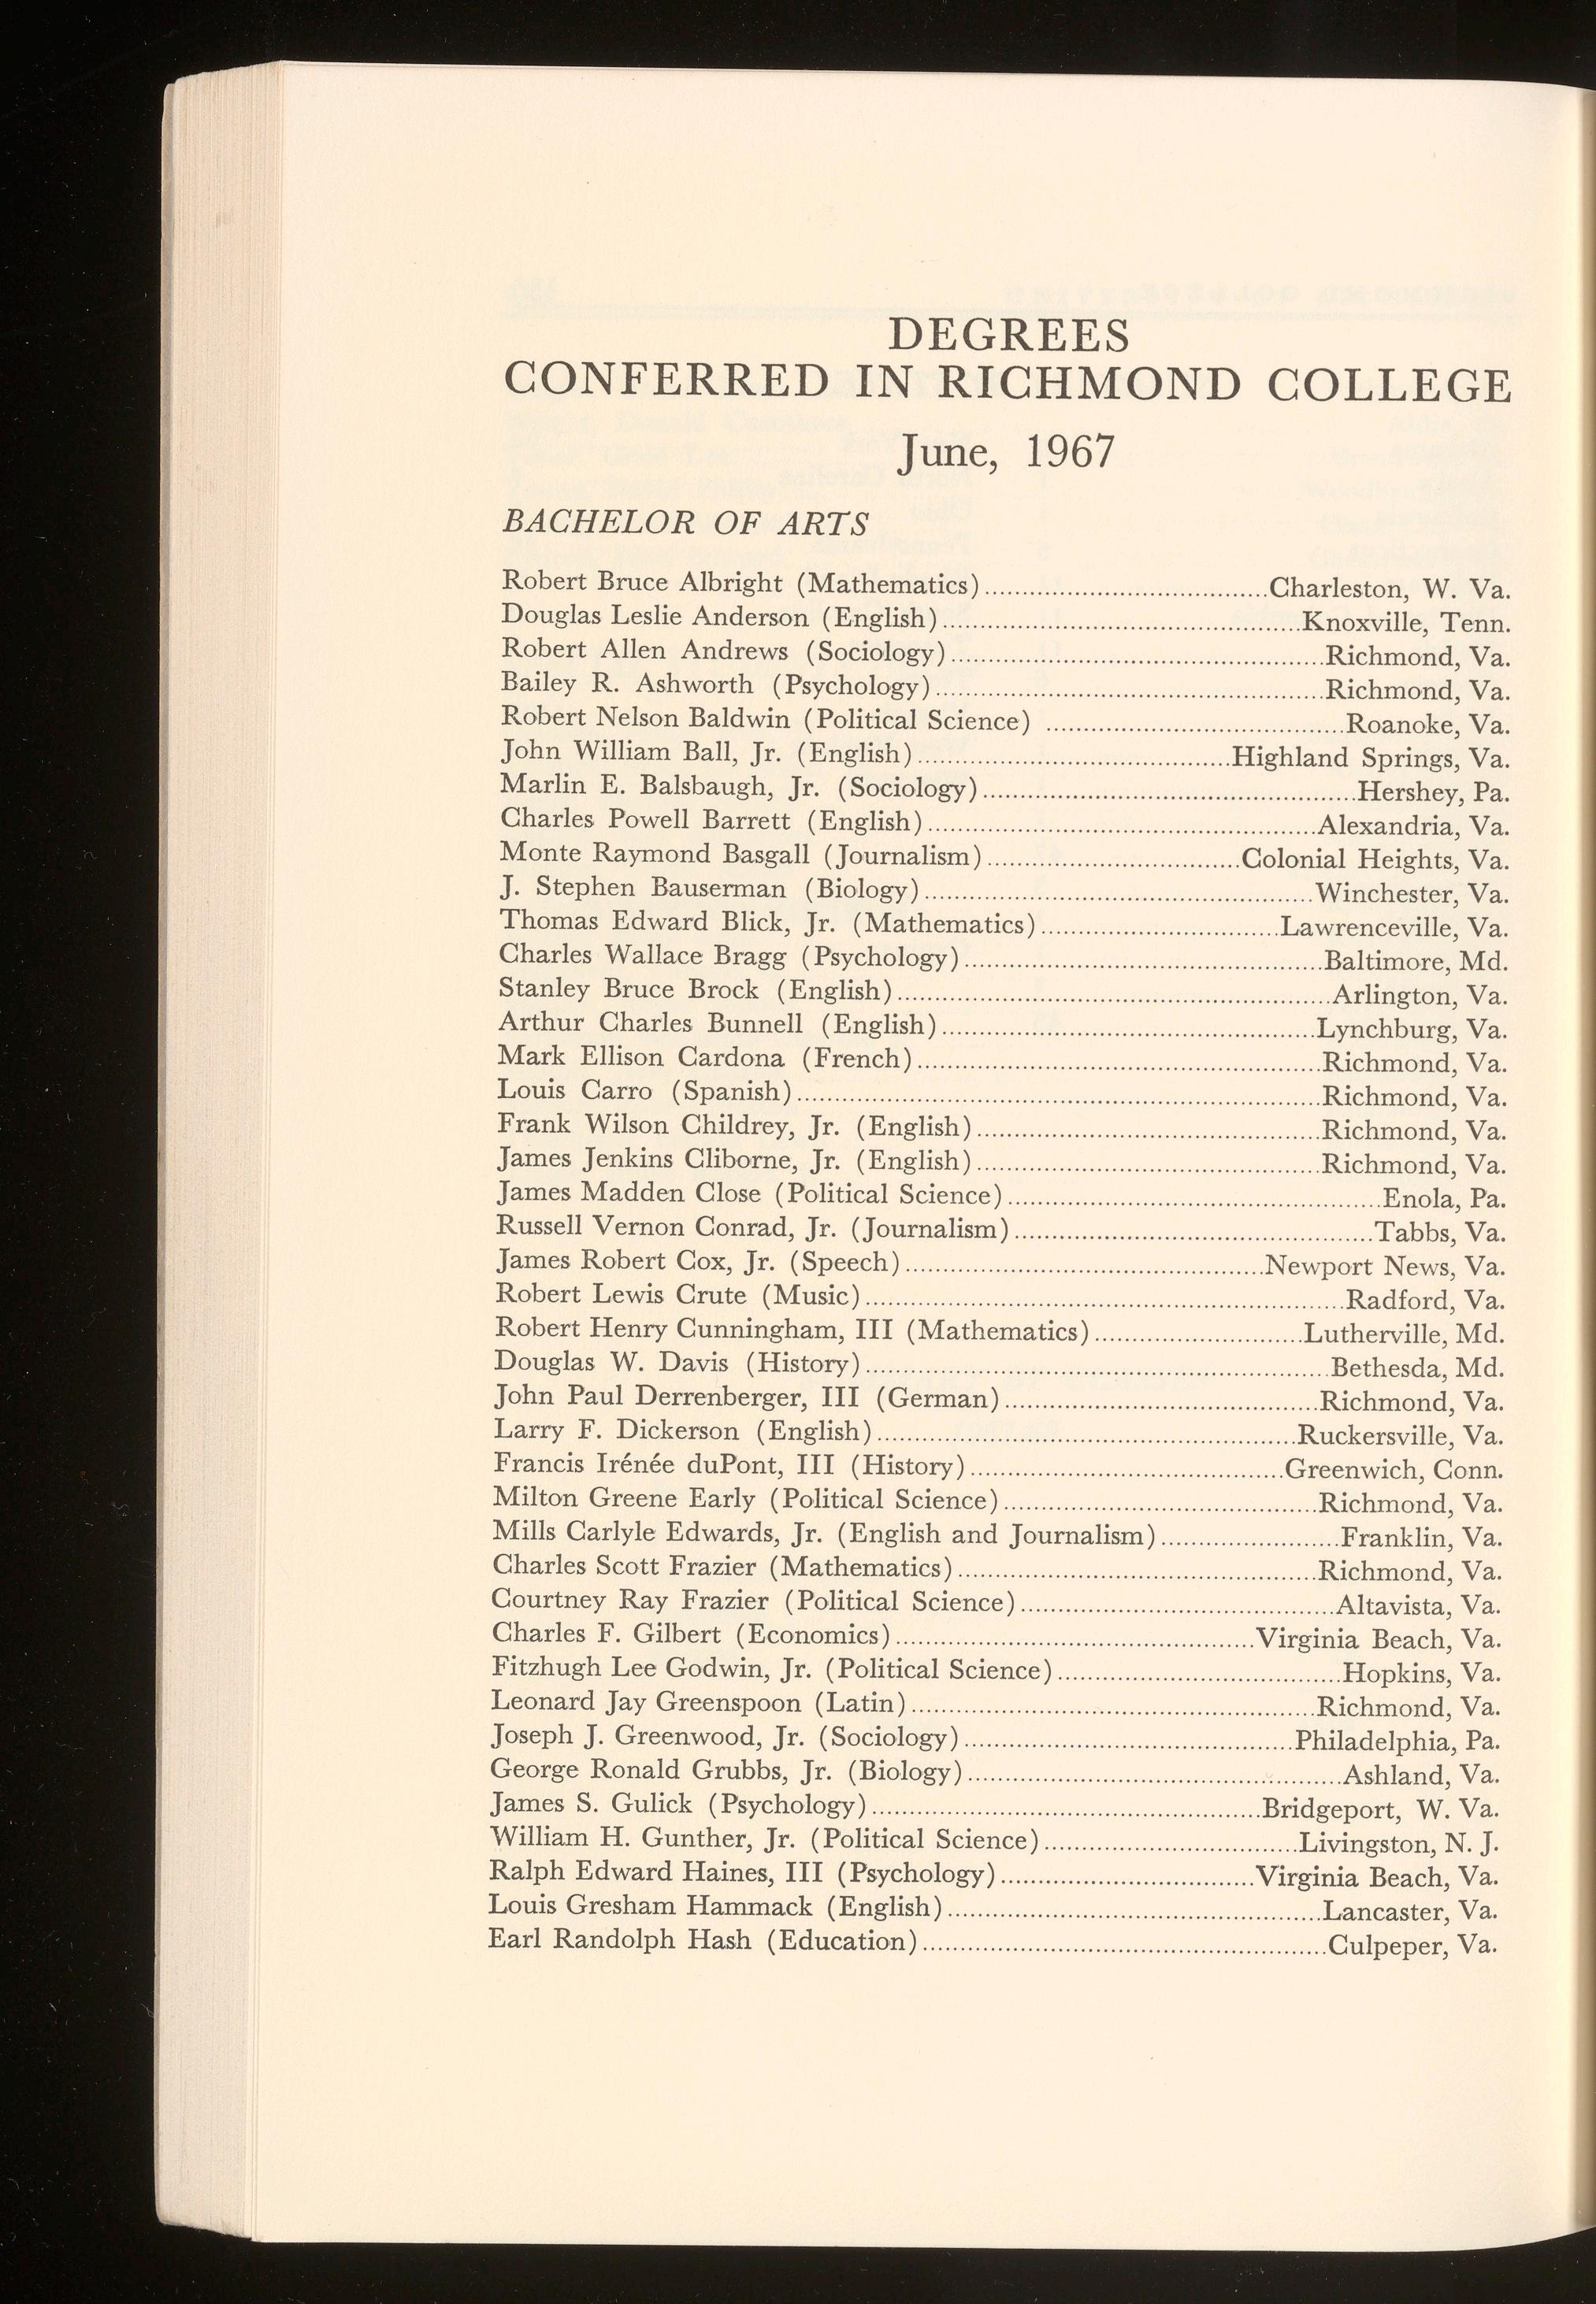 DEGREES
CONFERRED IN RICHMOND COLLEGE
June, 1967
BACHELOR OF ARTS
Robert Bruce Albright (Mathematics)......Charleston, W. Va.
Douglas Leslie Anderson (English)......Knoxville, Tenn.
Robert Allen Andrews (Sociology)......Richmond, Va.
Bailey R. Ashworth (Psychology)......Richmond, Va.
Robert Nelson Baldwin (Political Science) ......Roanoke, Va.
John William Ball, Jr. (English)......Highland Springs, Va.
Marlin E. Balsbaugh, Jr. (Sociology)......Hershey, Pa.
Charles Powell Barrett (English)......Alexandria, Va.
Monte Raymond Basgall (Journalism)......Colonial Heights, Va.
J. Stephen Bauserman (Biology)......Winchester, Va.
Thomas Edward Blick, Jr. (Mathematics)......Lawrenceville, Va.
Charles Wallace Bragg (Psychology)......Baltimore, Md.
Stanley Bruce Brock (English)......Arlington, Va.
Arthur Charles Bunnell (English)......Lynchburg, Va.
Mark Ellison Cardona (French)......Richmond, Va.
Louis Carro (Spanish)......Richmond, Va.
Frank Wilson Childrey, Jr. (English)......Richmond, Va.
James Jenkins Cliborne, Jr. (English)......Richmond, Va.
James Madden Close (Political Science)......Enola, Pa.
Russell Vernon Conrad, Jr. (Journalism)......Tabbs, Va.
James Robert Cox, Jr. (Speech)......Newport News, Va.
Robert Lewis Crute (Music)......Radford, Va.
Robert Henry Cunningham, III (Mathematics)......Lutherville, Md.
Douglas W. Davis (History)......Bethesda, Md.
John Paul Derrenberger, III (German)......Richmond, Va.
Larry F. Dickerson (English)......Ruckersville, Va.
Francis Irénée duPont, III (History)......Greenwich, Conn.
Milton Greene Early (Political Science)......Richmond, Va.
Mills Carlyle Edwards, Jr. (English and Journalism)......Franklin, Va.
Charles Scott Frazier (Mathematics)......Richmond, Va.
Courtney Ray Frazier (Political Science)......Altavista, Va.
Charles F. Gilbert (Economics)......Virginia Beach, Va.
Fitzhugh Lee Godwin, Jr. (Political Science)......Hopkins, Va.
Leonard Jay Greenspoon (Latin)......Richmond, Va.
Joseph J. Greenwood, Jr. (Sociology)......Philadelphia, Pa.
George Ronald Grubbs, Jr. (Biology)......Ashland, Va.
James S. Gulick (Psychology)......Bridgeport, W. Va.
William H. Gunther, Jr. (Political Science)......Livingston, N. J.
Ralph Edward Haines, III (Psychology)......Virginia Beach, Va.
Louis Gresham Hammack (English)......Lancaster, Va.
Earl Randolph Hash (Education)......Culpeper, Va.